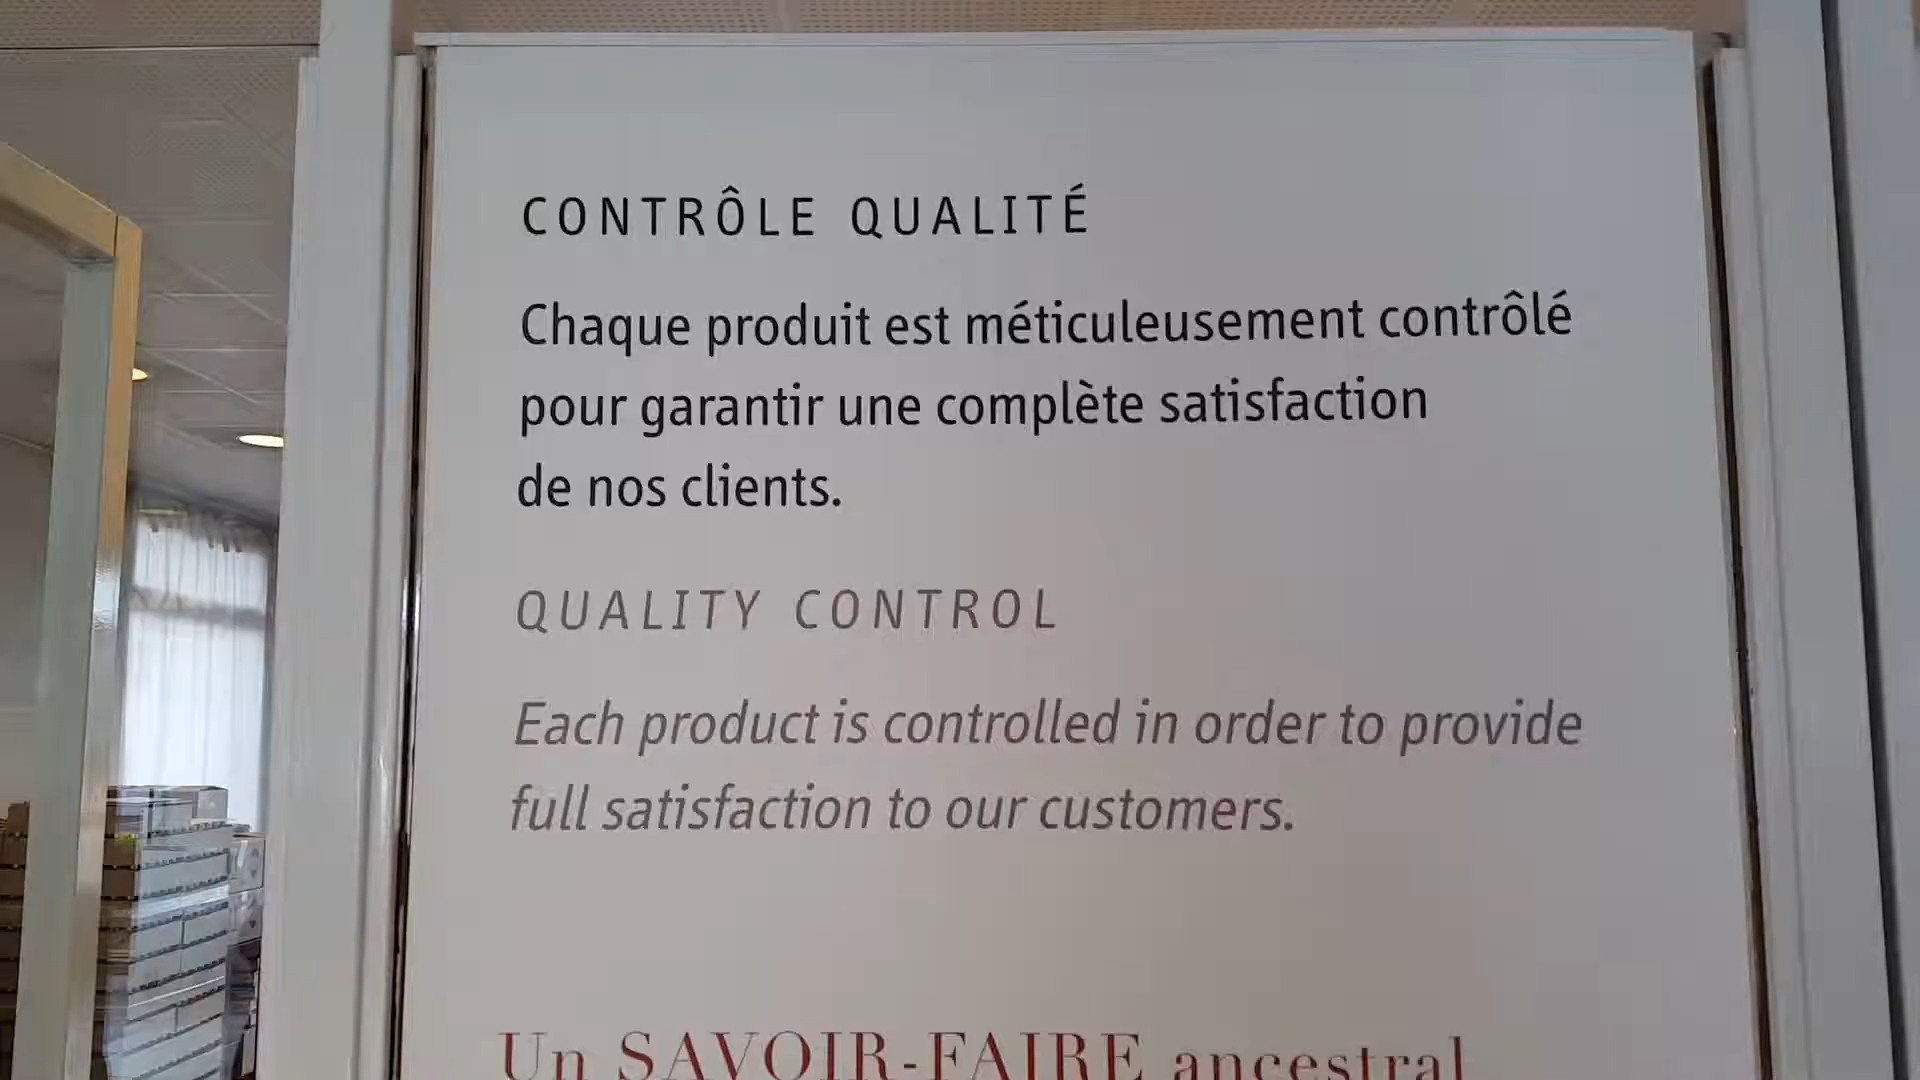 CONTRÔLE QUALITÉ
Chaque produit est méticuleusement contrôlé
pour garantir une complète satisfaction
de nos clients.
QUALITY CONTROL
Each product is controlled in order to provide
full satisfaction to our customers.
Un SAVOIR-FAIRE ancestral